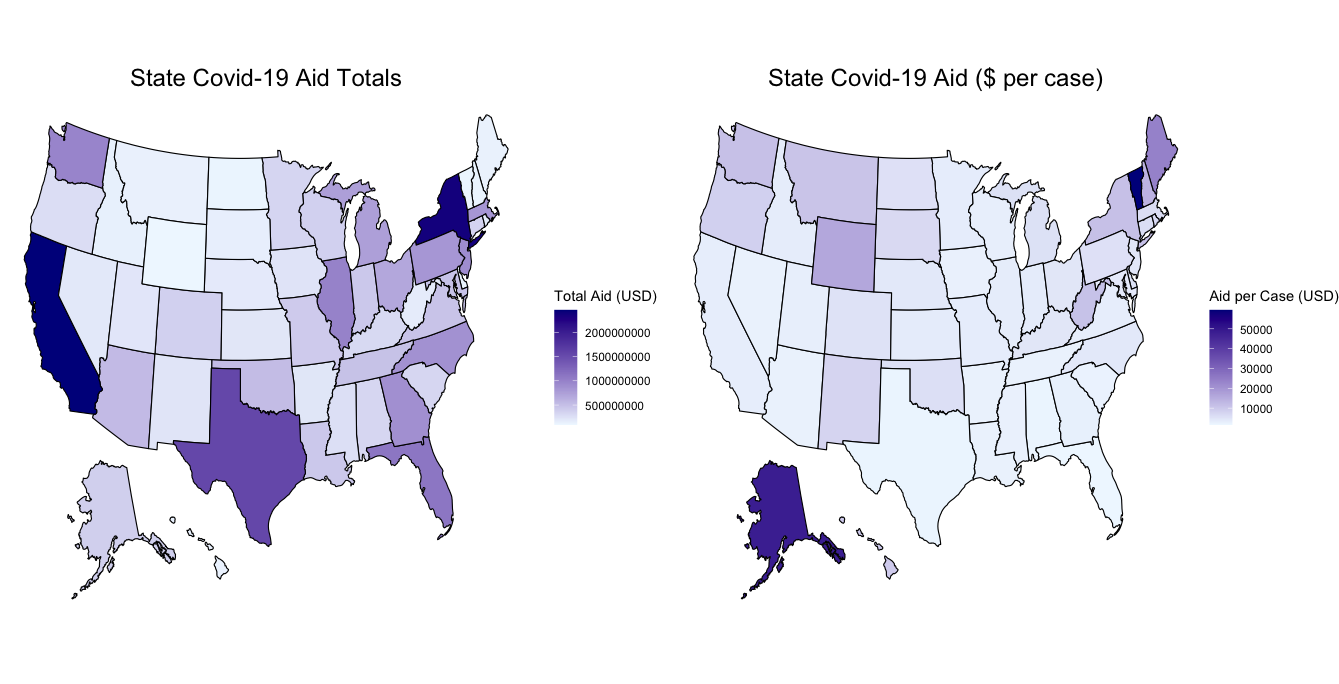 State Covid-19 Aid Totals
Total Aid (USD)
2000000000
1500000000
1000000000
500000000
State Covid-19 Aid ($ per case)
Aid per Case (USD)
50000
40000
30000
20000
10000